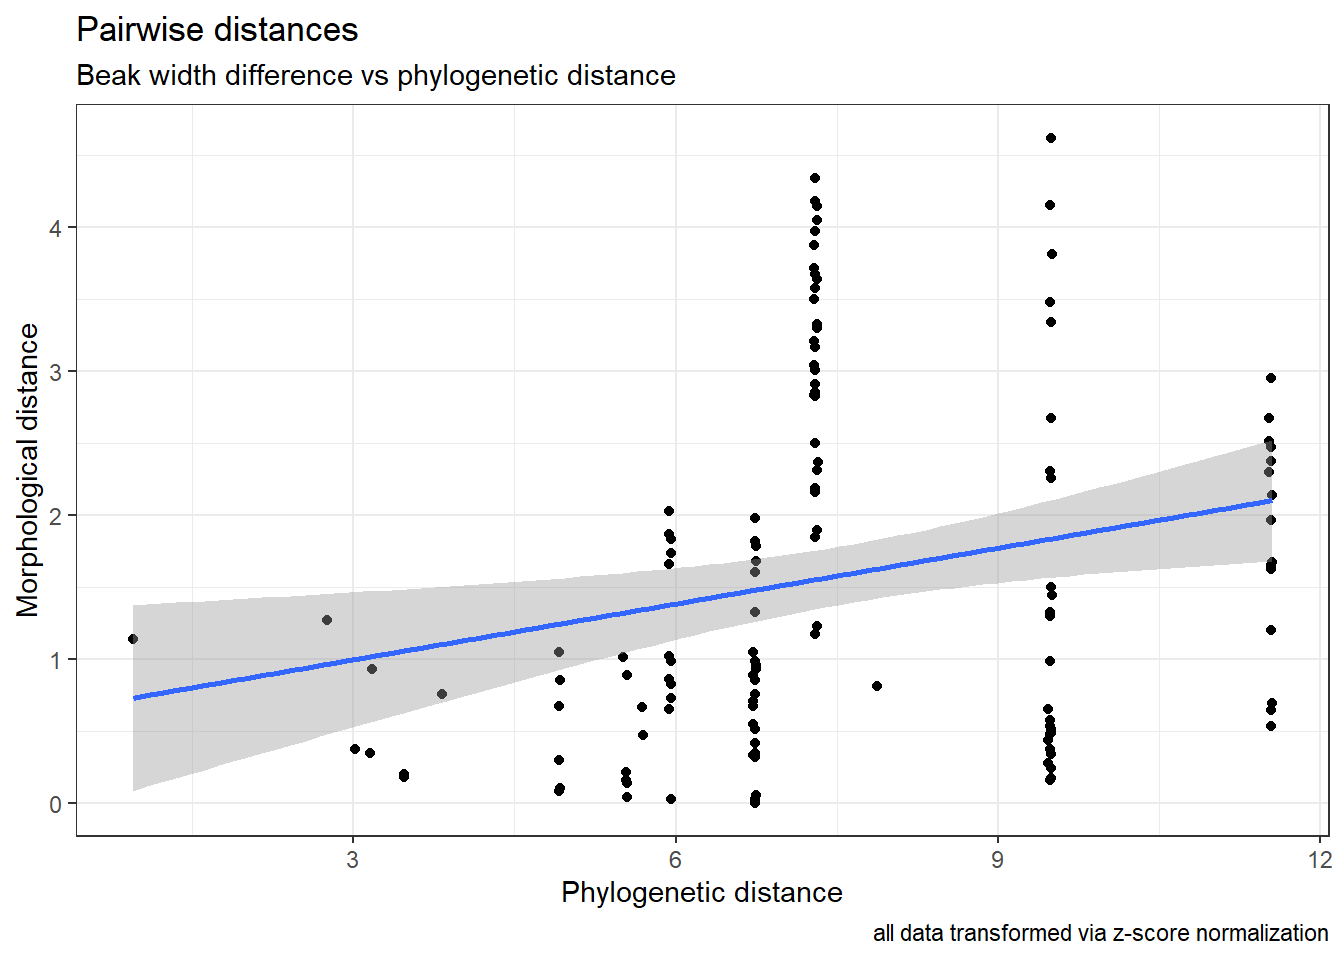 Pairwise distances
Beak width difference vs phylogenetic distance
Morphological distance
4
3
2
1
0
3
6
9
12
Phylogenetic distance
all data transformed via z-score normalization